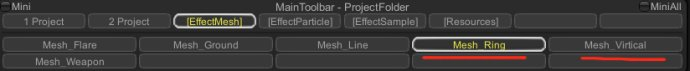 Mini MainToolbar - ProjectFolder MiniAll
1 Project 2 Project [EffectMesh] [EffectParticle] [EffectSample] [Resources]
Mesh_Flare Mesh_Ground Mesh_Line Mesh_Ring Mesh_Virtical
Mesh_Weapon